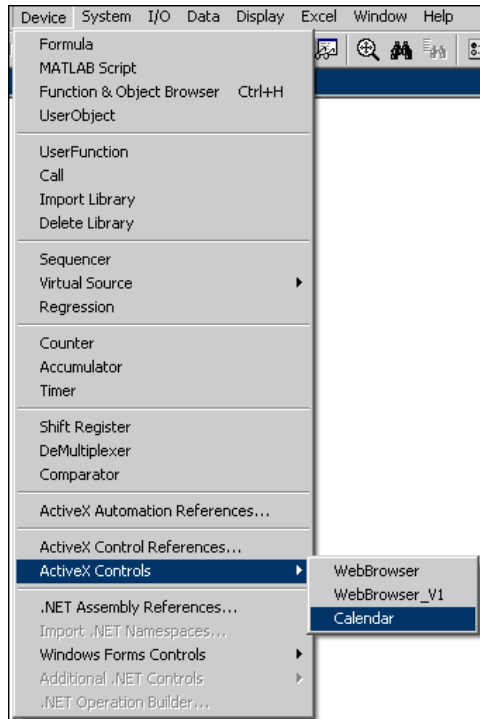 Device System I/O Data Display Excel Window Help
Formula
MATLAB Script
Function & Object Browser Ctrl+H
UserObject
UserFunction
Call
Import Library
Delete Library
Sequencer
Virtual Source
Regression
Counter
Accumulator
Timer
Shift Register
DeMultiplexer
Comparator
ActiveX Automation References...
ActiveX Control References...
ActiveX Controls
WebBrowser
WebBrowser_V1
Calendar
.NET Assembly References...
Import .NET Namespaces...
Windows Forms Controls
Additional .NET Controls
.NET Operation Builder...